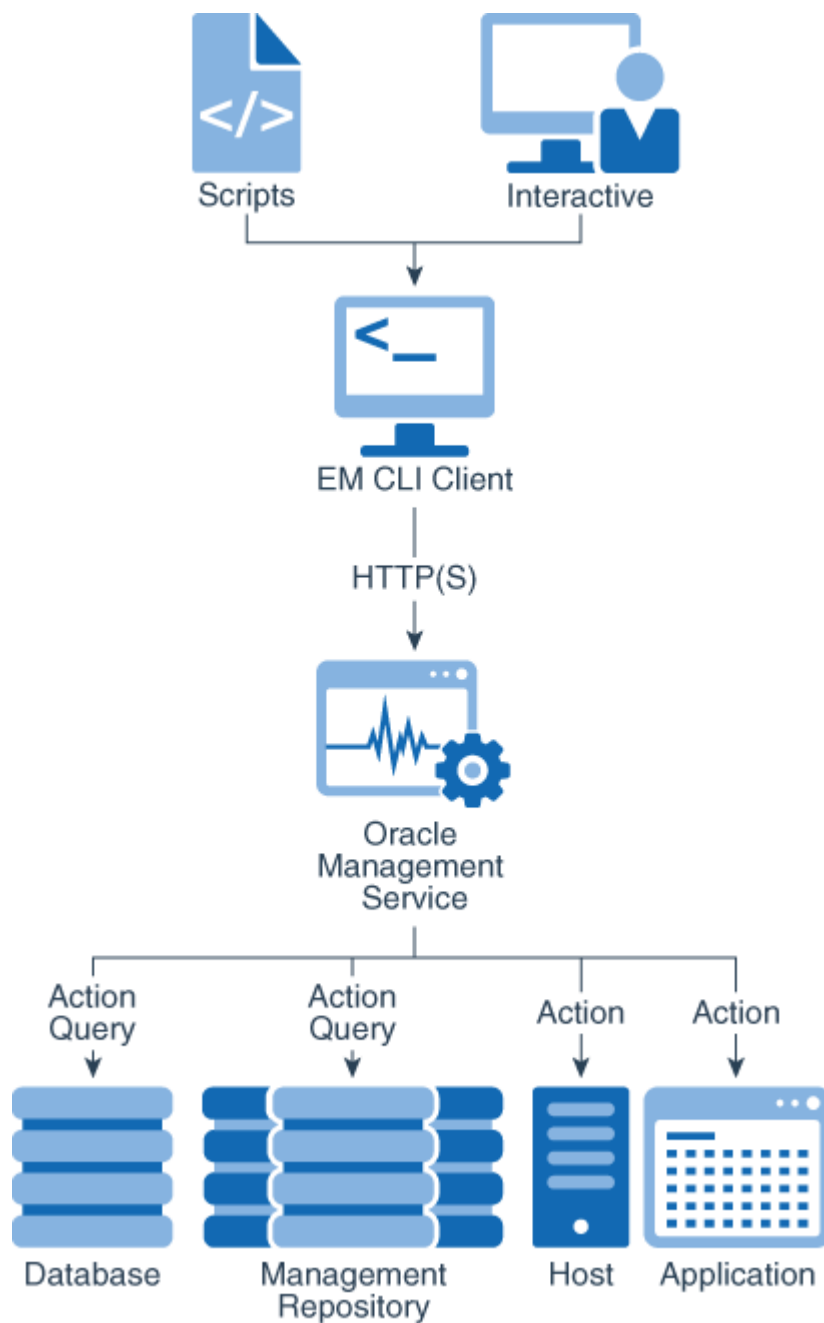 </>
Scripts
Interactive
<_
EM CLI Client
HTTP(S)
Oracle
Management
Service
Action
Query
Action
Query
Action
Action
Database
Management
Repository
Host
Application